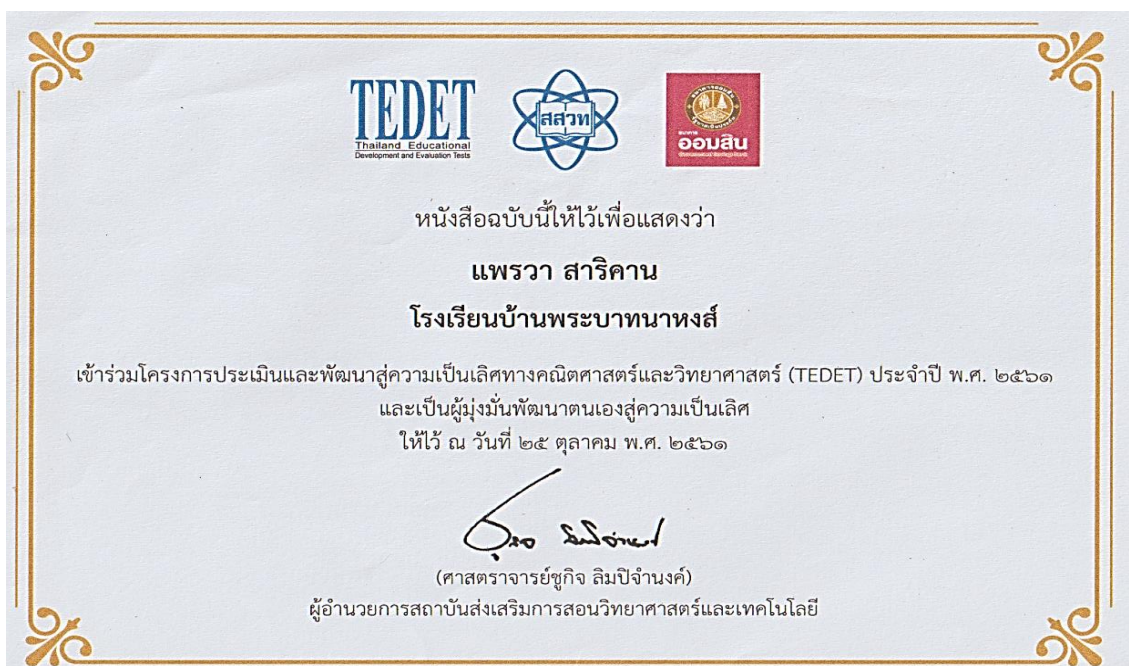 TEDET
Thailand Educational
Development and Evaluation Tests
สสวท
ออมสิน
หนังสือฉบับนี้ให้ไว้เพื่อแสดงว่า
แพรวา สาริคาน
โรงเรียนบ้านพระบาทนาหงส์
เข้าร่วมโครงการประเมินและพัฒนาสู่ความเป็นเลิศทางคณิตศาสตร์และวิทยาศาสตร์ (TEDET) ประจำปี พ.ศ. ๒๕๖๑
และเป็นผู้มุ่งมั่นพัฒนาตนเองสู่ความเป็นเลิศ
ให้ไว้ ณ วันที่ ๒๕ ตุลาคม พ.ศ. ๒๕๖๑
(ศาสตราจารย์ชูกิจ ลิมปิจำนงค์)
ผู้อำนวยการสถาบันส่งเสริมการสอนวิทยาศาสตร์และเทคโนโลยี